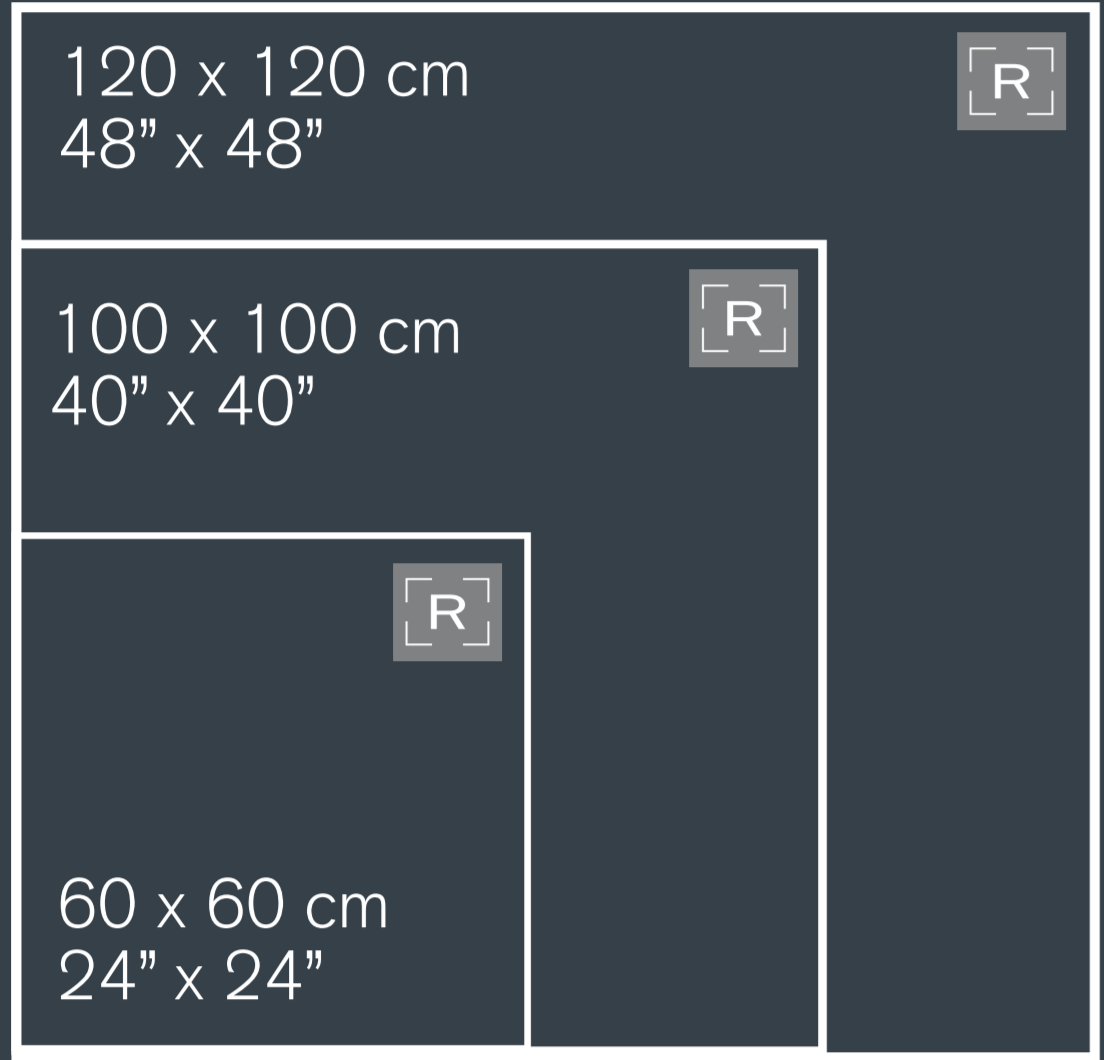 120 x 120 cm
48” x 48”
R
100 x 100 cm
40” x 40”
R
R
60 x 60 cm
24” x 24”